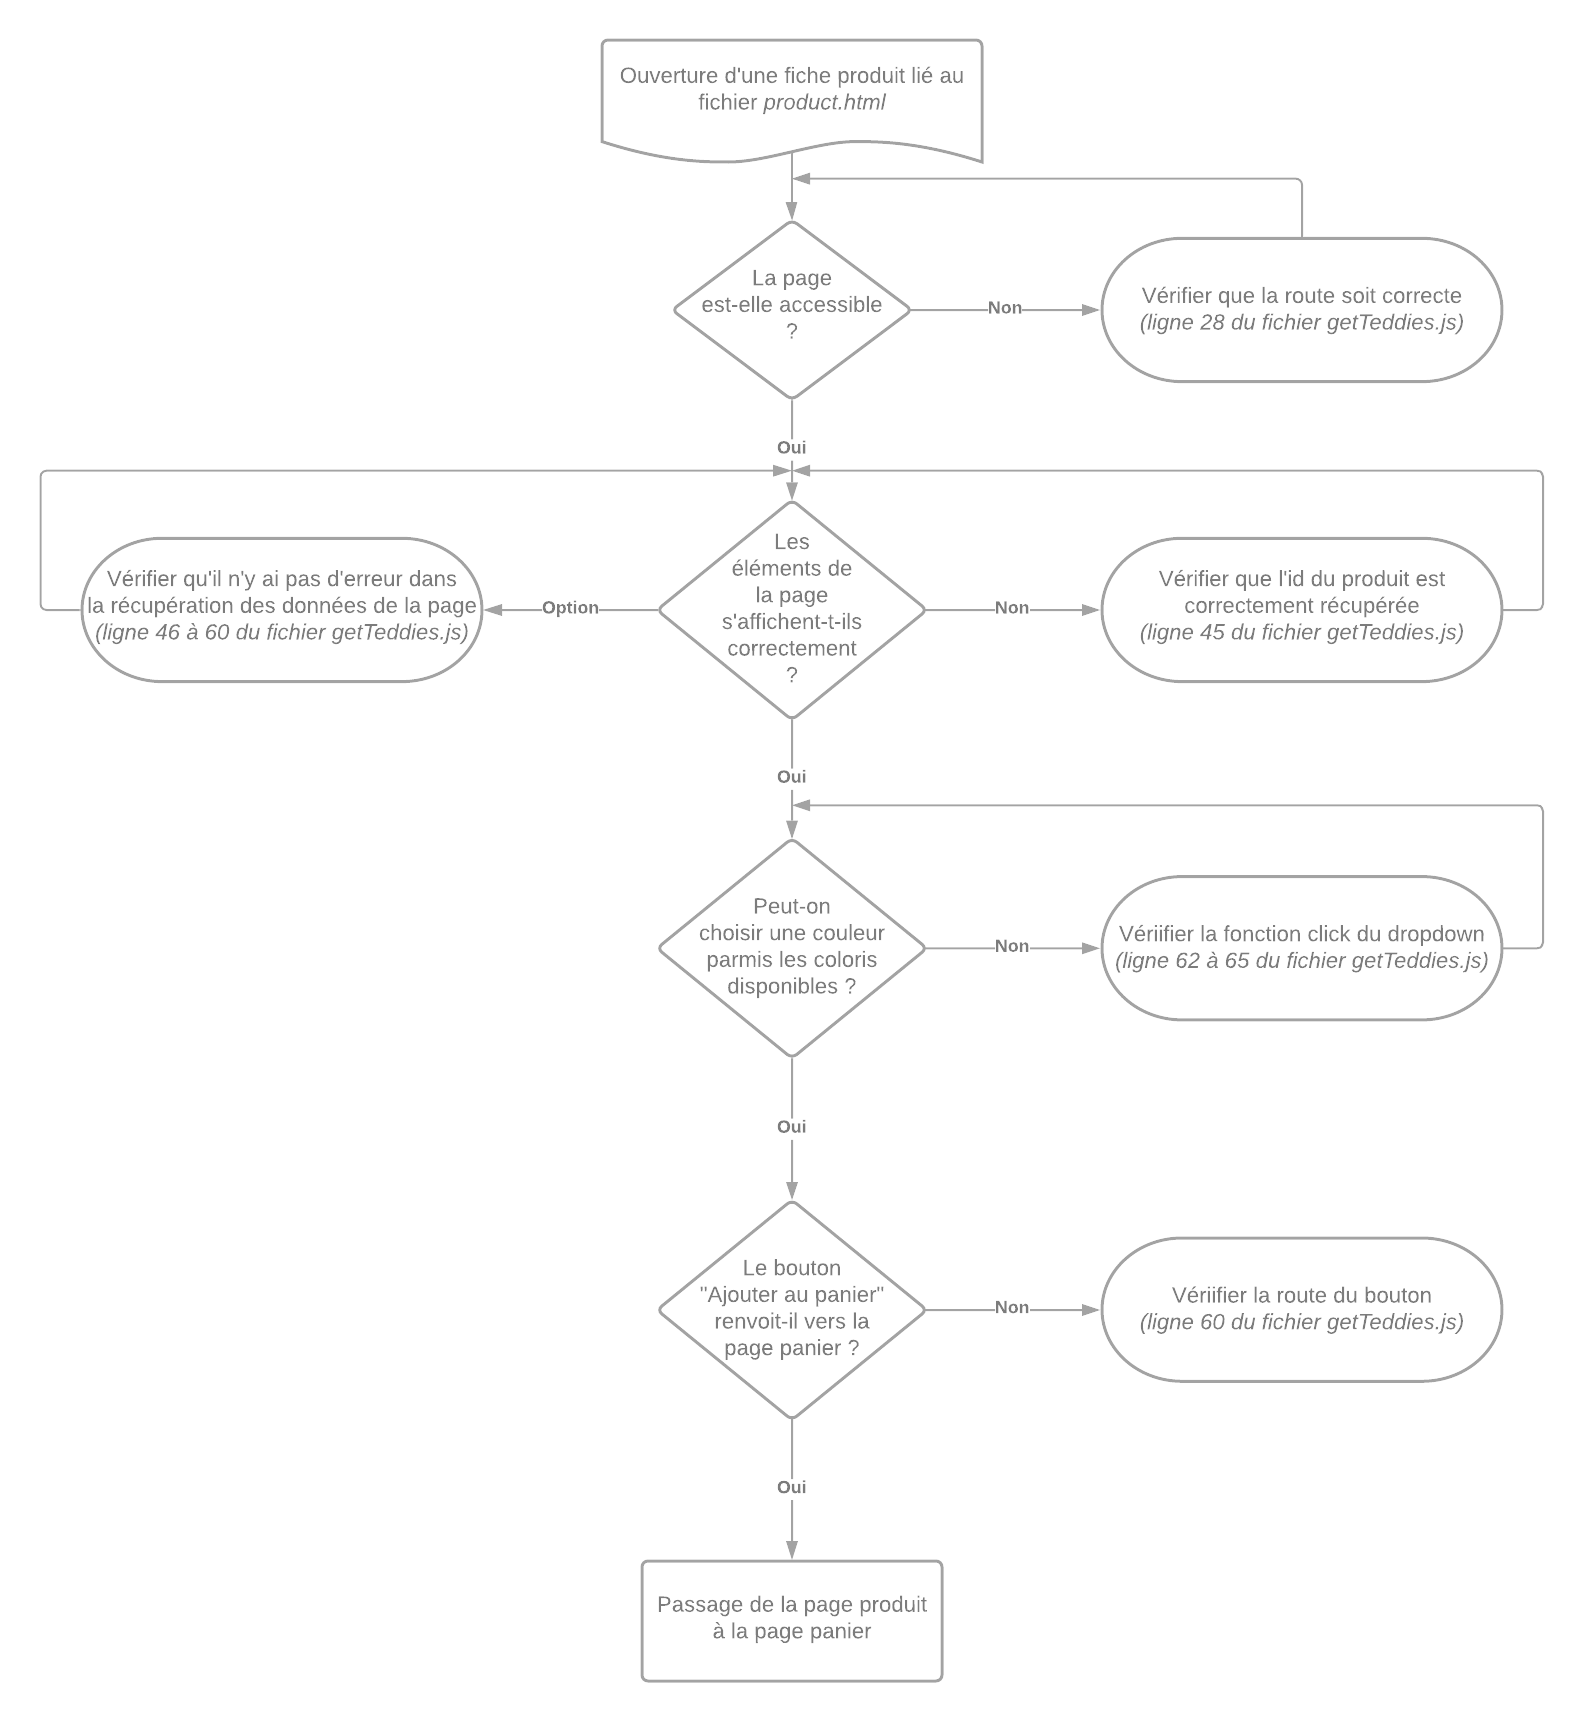 Ouverture d'une fiche produit lié au
fichier product.html
La page
est-elle accessible
?
Non
Vérifier que la route soit correcte
(ligne 28 du fichier getTeddies.js)
Oui
Vérifier qu'il n'y ai pas d'erreur dans
la récupération des données de la page
(ligne 46 à 60 du fichier getTeddies.js)
Option
Les
éléments de
la page
s'affichent-t-ils
correctement
?
Non
Vérifier que l'id du produit est
correctement récupérée
(ligne 45 du fichier getTeddies.js)
Oui
Peut-on
choisir une couleur
parmis les coloris
disponibles ?
Non
Vériifier la fonction click du dropdown
(ligne 62 à 65 du fichier getTeddies.js)
Oui
Le bouton
"Ajouter au panier"
renvoit-il vers la
page panier ?
Non
Vériifier la route du bouton
(ligne 60 du fichier getTeddies.js)
Oui
Passage de la page produit
à la page panier